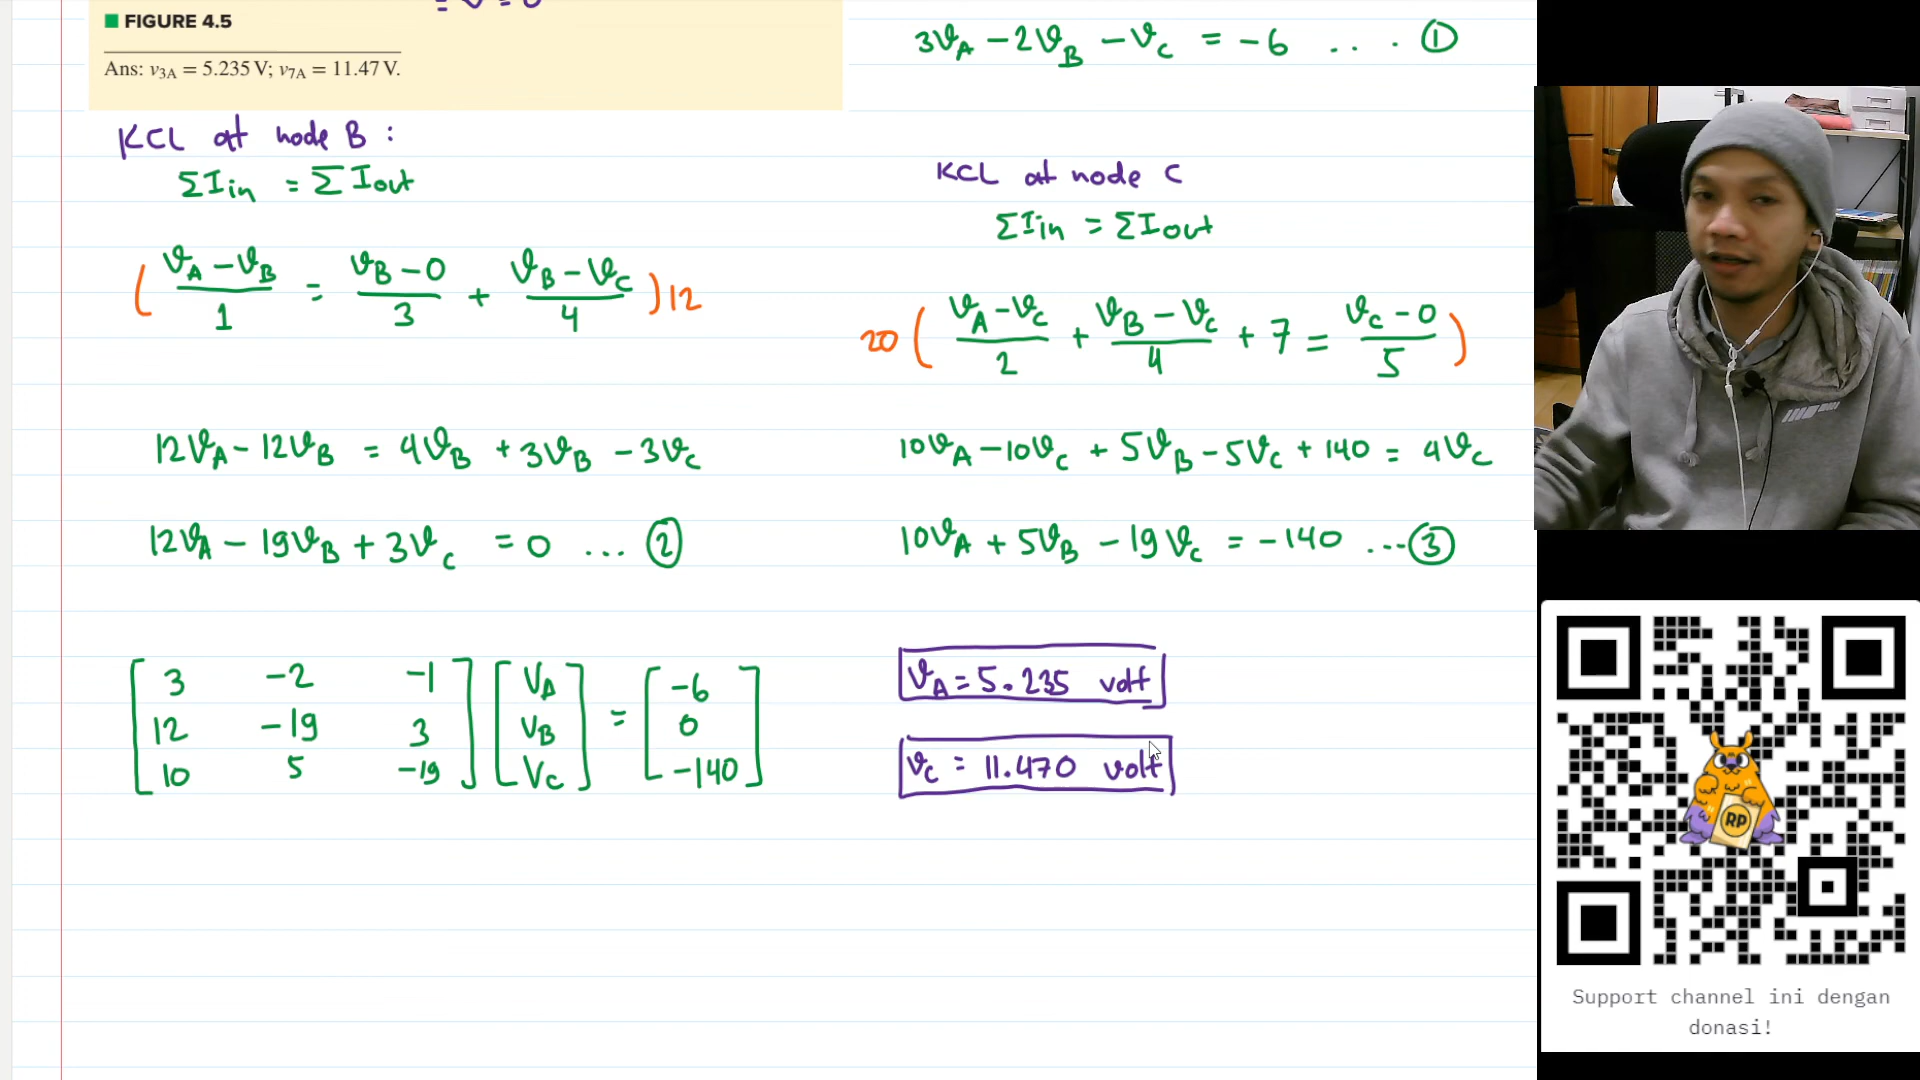 FIGURE 4.5
Ans: v3A = 5.235 V; v7A = 11.47 V.
3vA - 2vB - vC = -6 .... ①
KCL at node B :
ΣIin = ΣIout
( (vA - vB)/1 = (vB - 0)/3 + (vB - vC)/4 ) 12
12vA - 12vB = 4vB + 3vB - 3vC
12vA - 19vB + 3vC = 0 ... ②
KCL at node C
ΣIin = ΣIout
20 ( (vA - vC)/2 + (vB - vC)/4 + 7 = (vC - 0)/5 )
10vA - 10vC + 5vB - 5vC + 140 = 4vC
10vA + 5vB - 19vC = -140 ... ③
[ 3 -2 -1 ] [ VA ] = [ -6 ]
[ 12 -19 3 ] [ VB ] [ 0 ]
[ 10 5 -19 ] [ VC ] [ -140 ]
vA = 5.235 volt
vC = 11.470 volt
RP
Support channel ini dengan
donasi!